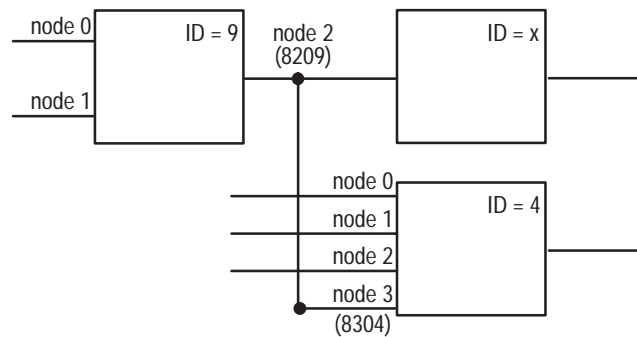 node 0
ID = 9
node 2
(8209)
ID = x
node 1
node 0
ID = 4
node 1
node 2
node 3
(8304)